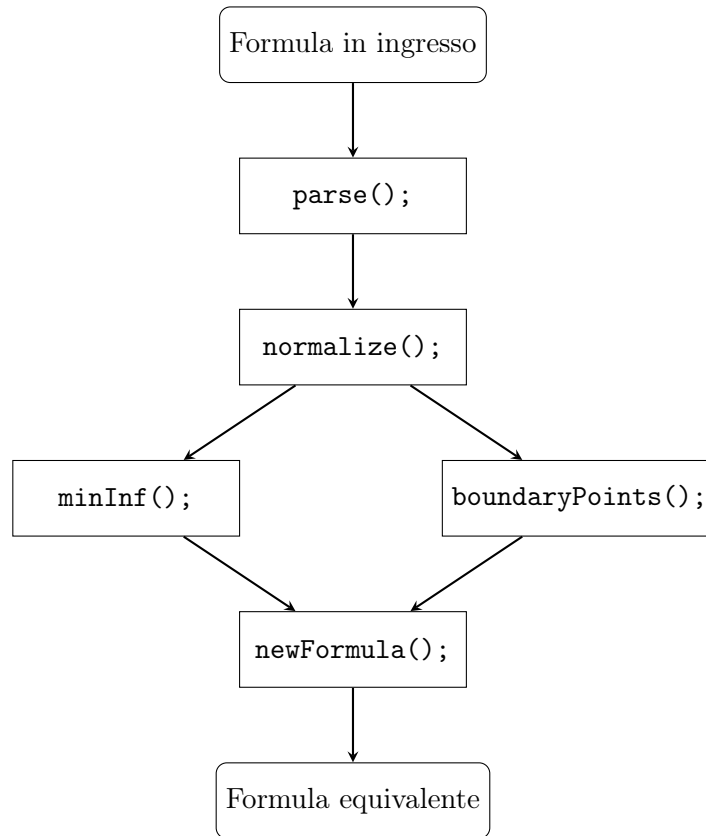 Formula in ingresso
parse();
normalize();
minInf();
boundaryPoints();
newFormula();
Formula equivalente